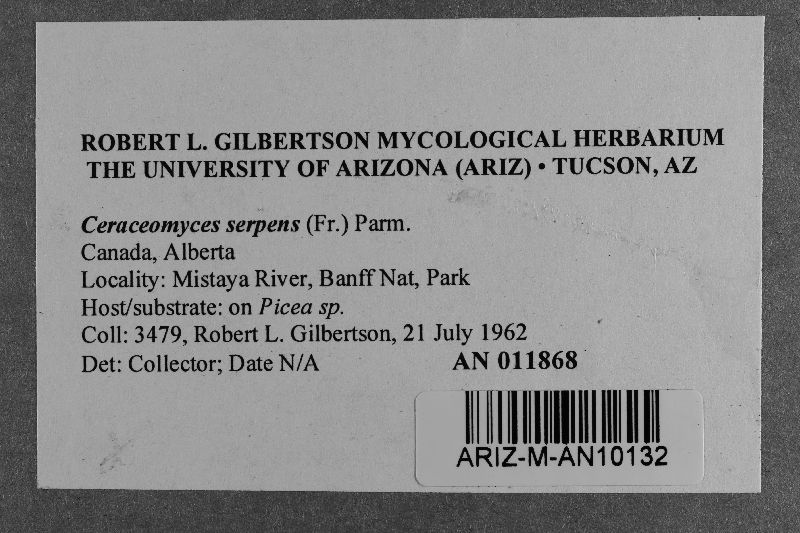 ROBERT L. GILBERTSON MYCOLOGICAL HERBARIUM
THE UNIVERSITY OF ARIZONA (ARIZ) • TUCSON, AZ
Ceraceomyces serpens (Fr.) Parm.
Canada, Alberta
Locality: Mistaya River, Banff Nat, Park
Host/substrate: on Picea sp.
Coll: 3479, Robert L. Gilbertson, 21 July 1962
Det: Collector; Date N/A
AN 011868
ARIZ-M-AN10132